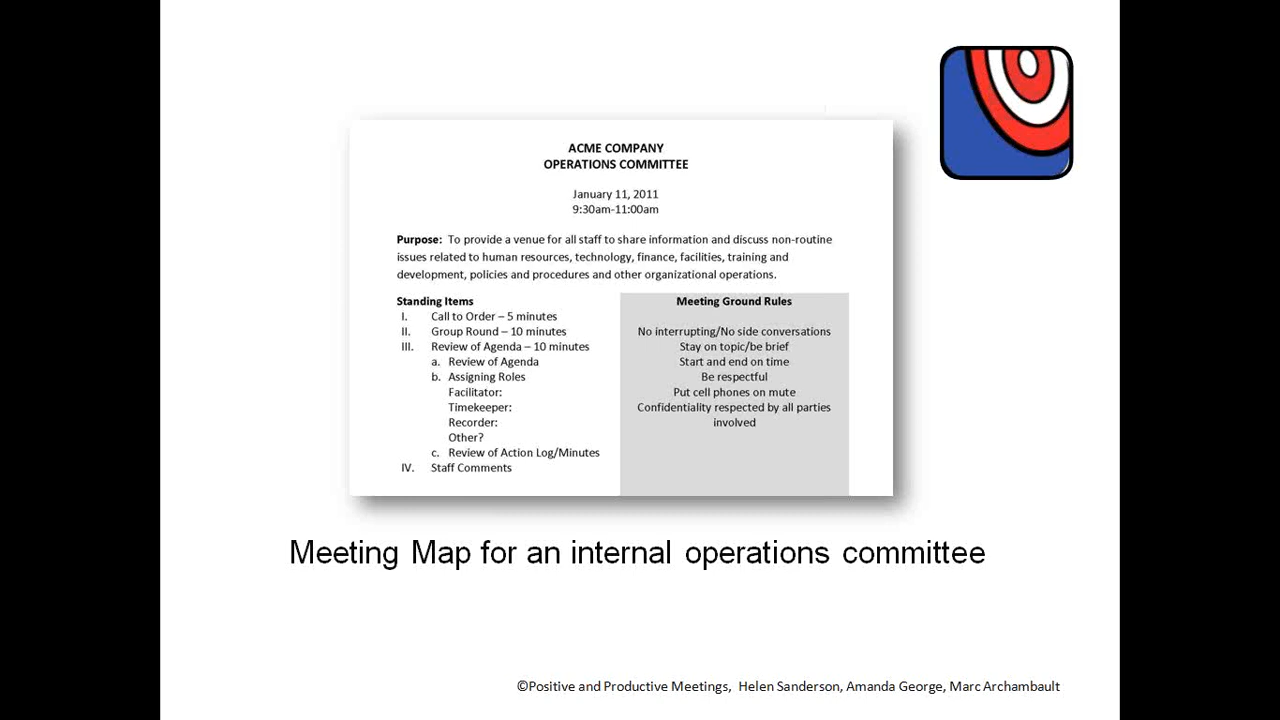 ACME COMPANY
OPERATIONS COMMITTEE
January 11, 2011
9:30am-11:00am
Purpose: To provide a venue for all staff to share information and discuss non-routine
issues related to human resources, technology, finance, facilities, training and
development, policies and procedures and other organizational operations.
Standing Items
I. Call to Order – 5 minutes
II. Group Round – 10 minutes
III. Review of Agenda – 10 minutes
a. Review of Agenda
b. Assigning Roles
Facilitator:
Timekeeper:
Recorder:
Other?
c. Review of Action Log/Minutes
IV. Staff Comments
Meeting Ground Rules
No interrupting/No side conversations
Stay on topic/be brief
Start and end on time
Be respectful
Put cell phones on mute
Confidentiality respected by all parties
involved
Meeting Map for an internal operations committee
©Positive and Productive Meetings, Helen Sanderson, Amanda George, Marc Archambault